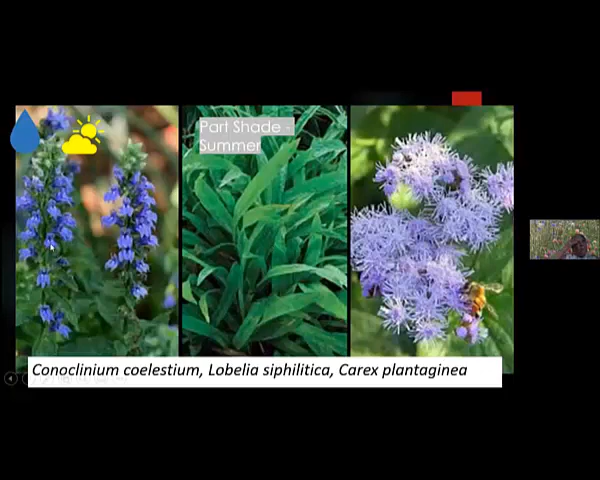 Part Shade -
Summer
Conoclinium coelestium, Lobelia siphilitica, Carex plantaginea